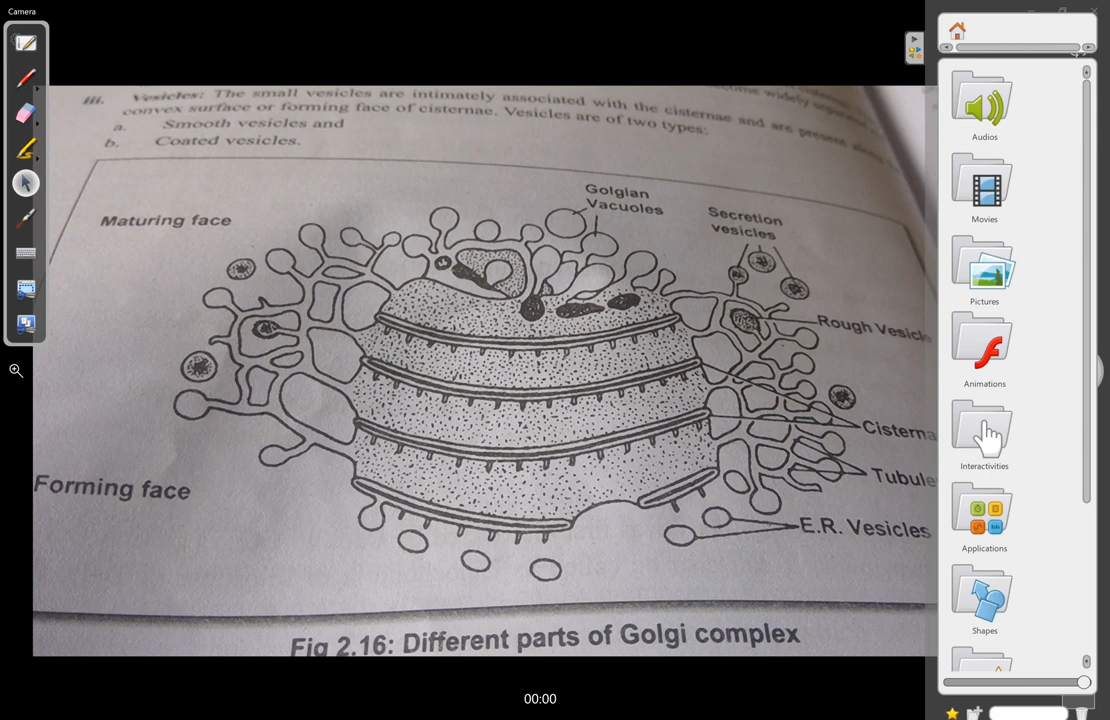 Camera
iii. Vesicles: The small vesicles are intimately associated with the cisternae and are present
convex surface or forming face of cisternae. Vesicles are of two types:
a. Smooth vesicles and
b. Coated vesicles.
Maturing face
Golgian
Vacuoles
Secretion
vesicles
Rough Vesicle
Cisterna
Tubule
Forming face
E.R. Vesicles
Fig 2.16: Different parts of Golgi complex
00:00
Audios
Movies
Pictures
Animations
Interactivities
Applications
Shapes